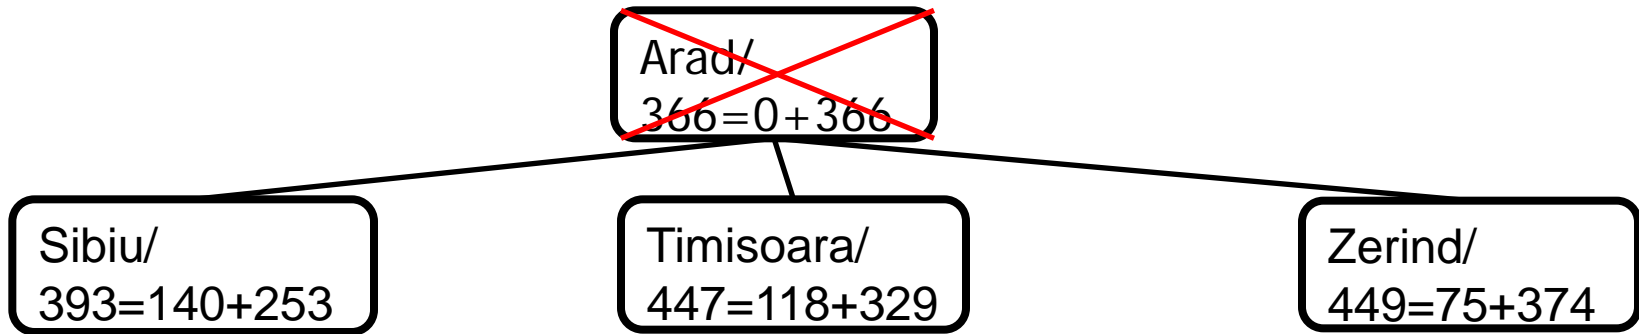 Arad/
366=0+366
Sibiu/
393=140+253
Timisoara/
447=118+329
Zerind/
449=75+374